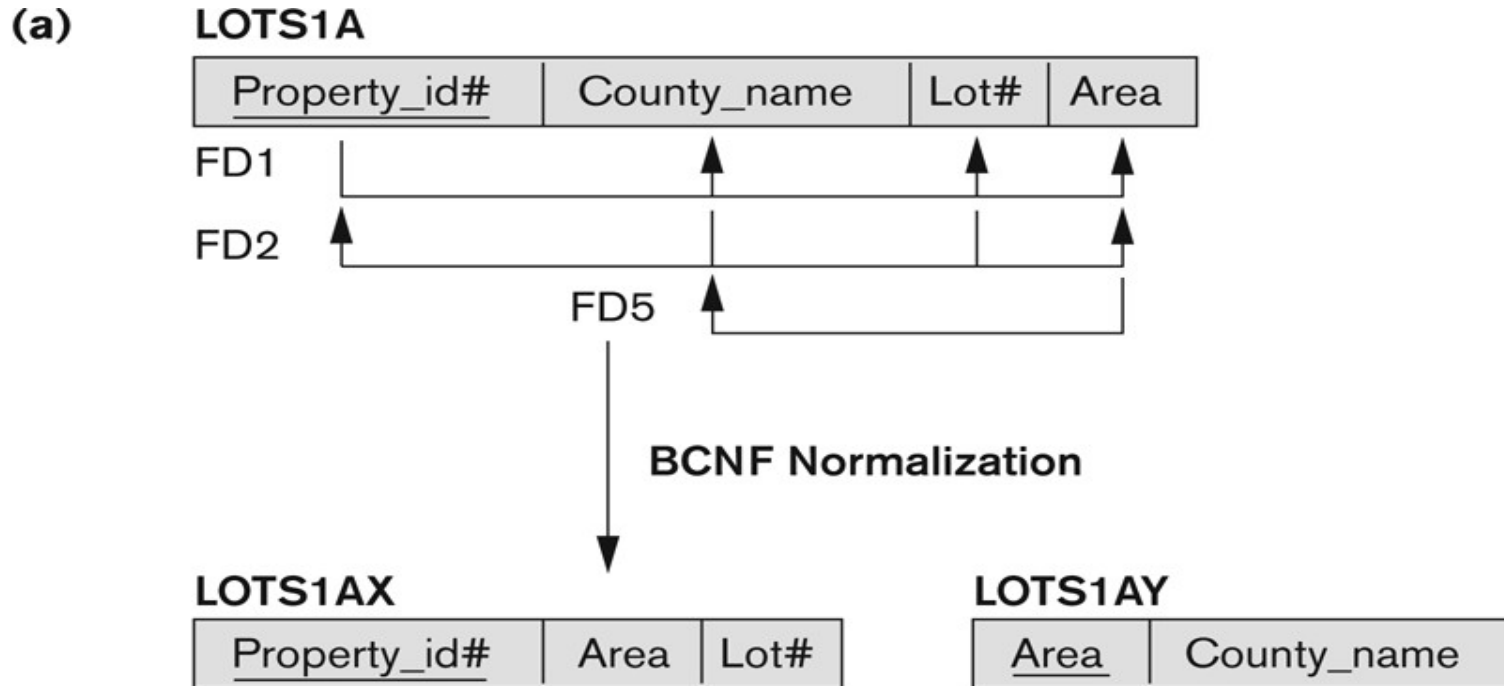 (a) LOTS1A
Property_id# County_name Lot# Area
FD1
FD2
FD5
BCNF Normalization
LOTS1AX LOTS1AY
Property_id# Area Lot# Area County_name